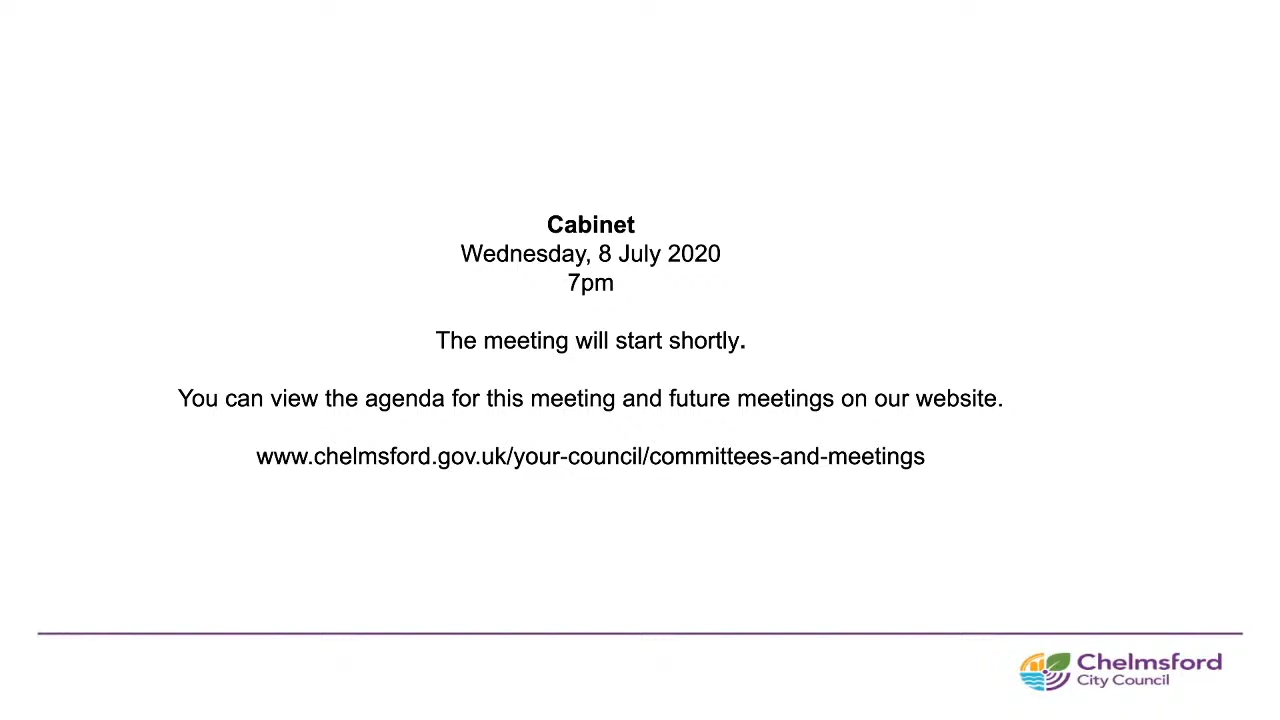 Cabinet
Wednesday, 8 July 2020
7pm
The meeting will start shortly.
You can view the agenda for this meeting and future meetings on our website.
www.chelmsford.gov.uk/your-council/committees-and-meetings
Chelmsford
City Council